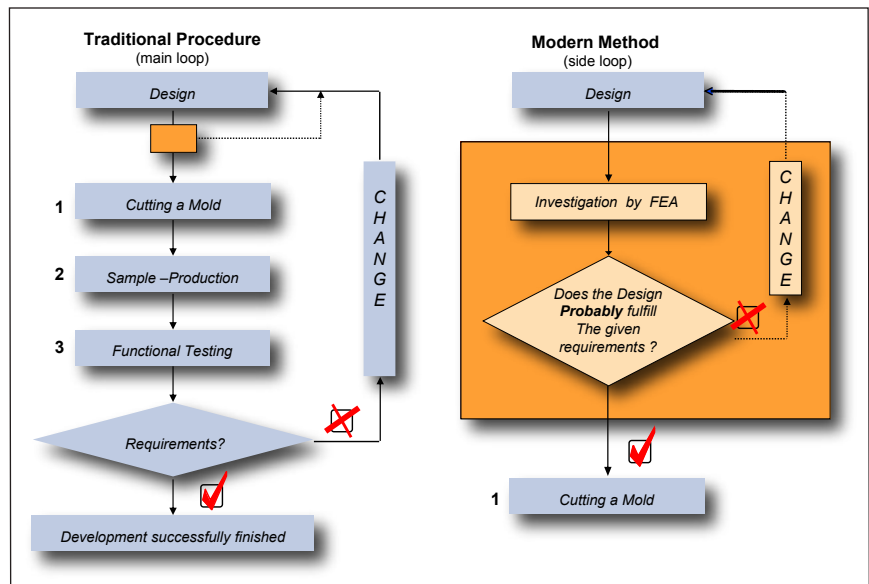 Traditional Procedure
(main loop)
Design
1
Cutting a Mold
2
Sample –Production
3
Functional Testing
Requirements?
Development successfully finished
C
H
A
N
G
E
Modern Method
(side loop)
Design
Investigation by FEA
Does the Design
Probably fulfill
The given
requirements ?
C
H
A
N
G
E
1
Cutting a Mold